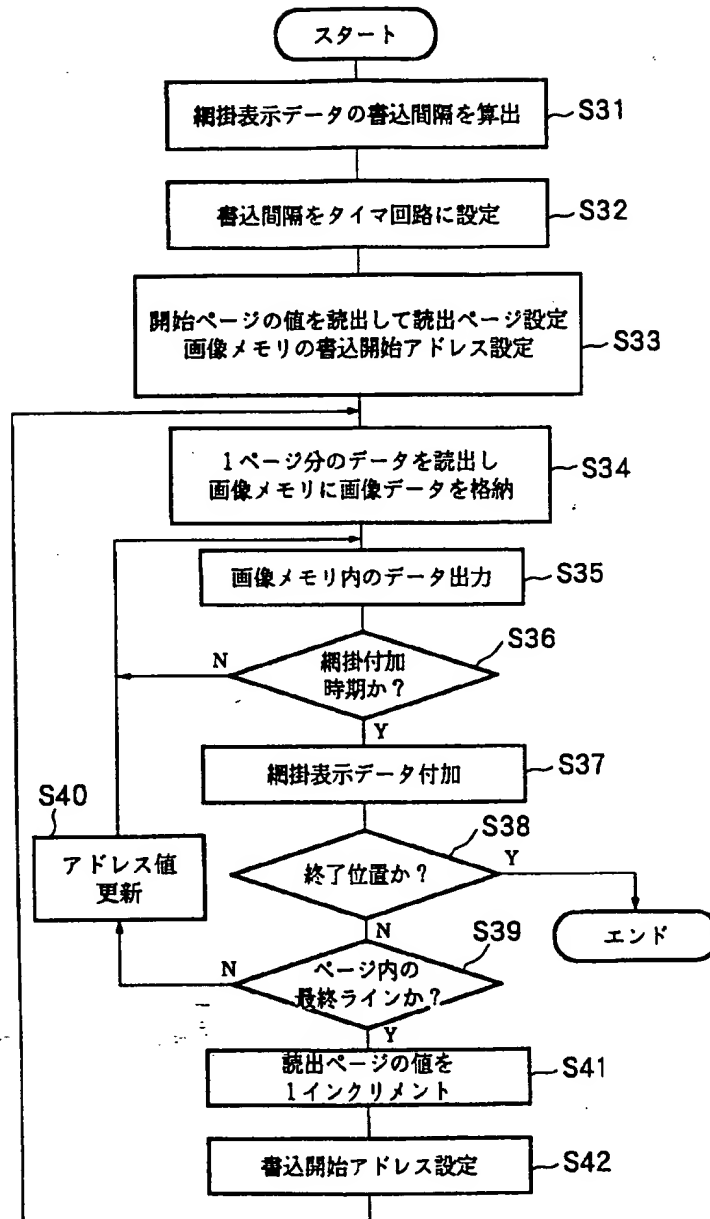 スタート
網掛表示データの書込間隔を算出
S31
書込間隔をタイマ回路に設定
S32
開始ページの値を読出して読出ページ設定
画像メモリの書込開始アドレス設定
S33
1ページ分のデータを読出し
画像メモリに画像データを格納
S34
画像メモリ内のデータ出力
S35
網掛付加
時期か?
S36
N
Y
網掛表示データ付加
S37
S40
アドレス値
更新
終了位置か?
S38
Y
N
エンド
ページ内の
最終ラインか?
S39
N
Y
読出ページの値を
1インクリメント
S41
書込開始アドレス設定
S42